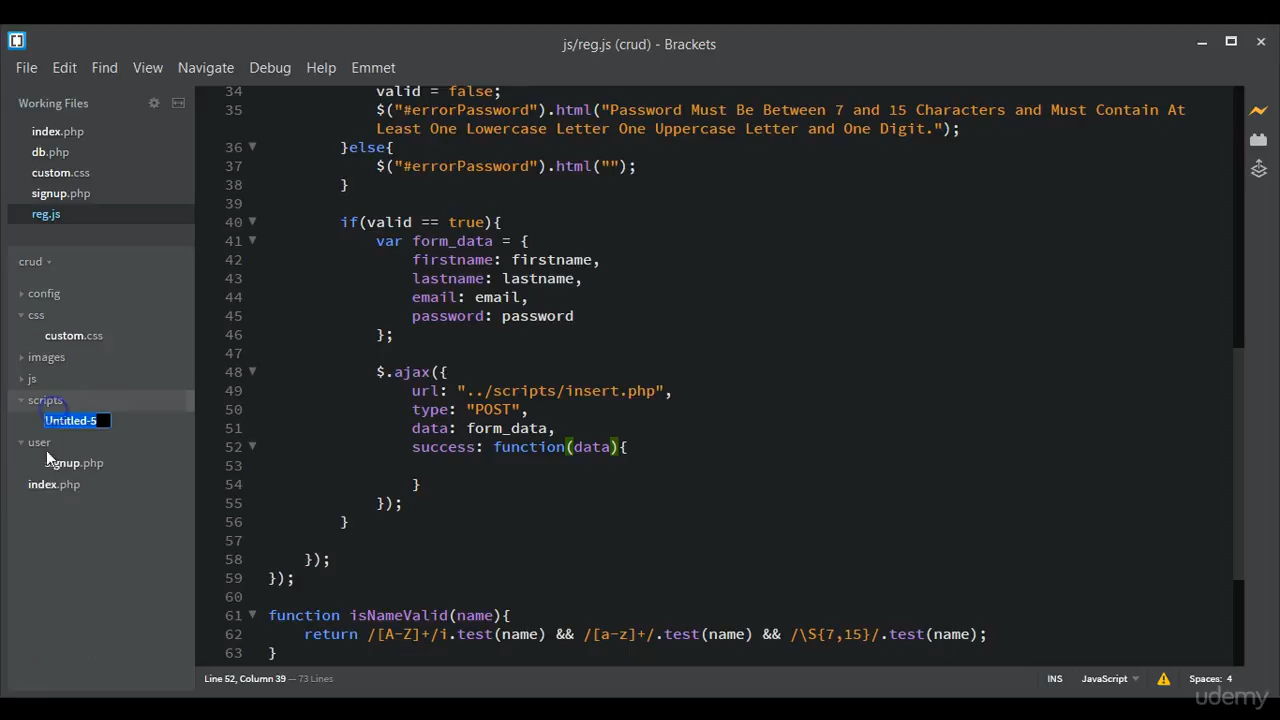 js/reg.js (crud) - Brackets
File Edit Find View Navigate Debug Help Emmet
Working Files
index.php
db.php
custom.css
signup.php
reg.js
crud
config
css
custom.css
images
js
scripts
Untitled-5
user
signup.php
index.php
34 valid = false;
35 $("#errorPassword").html("Password Must Be Between 7 and 15 Characters and Must Contain At
Least One Lowercase Letter One Uppercase Letter and One Digit.");
36 }else{
37 $("#errorPassword").html("");
38 }
39
40 if(valid == true){
41 var form_data = {
42 firstname: firstname,
43 lastname: lastname,
44 email: email,
45 password: password
46 };
47
48 $.ajax({
49 url: "../scripts/insert.php",
50 type: "POST",
51 data: form_data,
52 success: function(data){
53
54 }
55 });
56 }
57
58 });
59 });
60
61 function isNameValid(name){
62 return /[A-Z]+/i.test(name) && /[a-z]+/.test(name) && /\S{7,15}/.test(name);
63 }
Line 52, Column 39 — 73 Lines
INS JavaScript Spaces: 4
udemy